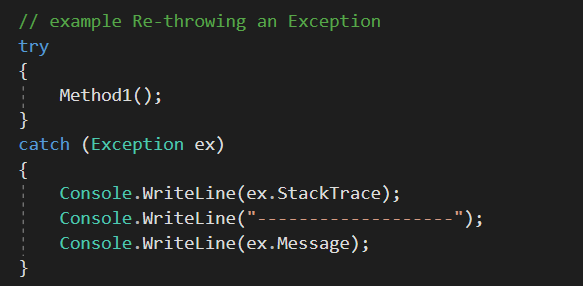 // example Re-throwing an Exception
try
{
    Method1();
}
catch (Exception ex)
{
    Console.WriteLine(ex.StackTrace);
    Console.WriteLine("-------------------");
    Console.WriteLine(ex.Message);
}